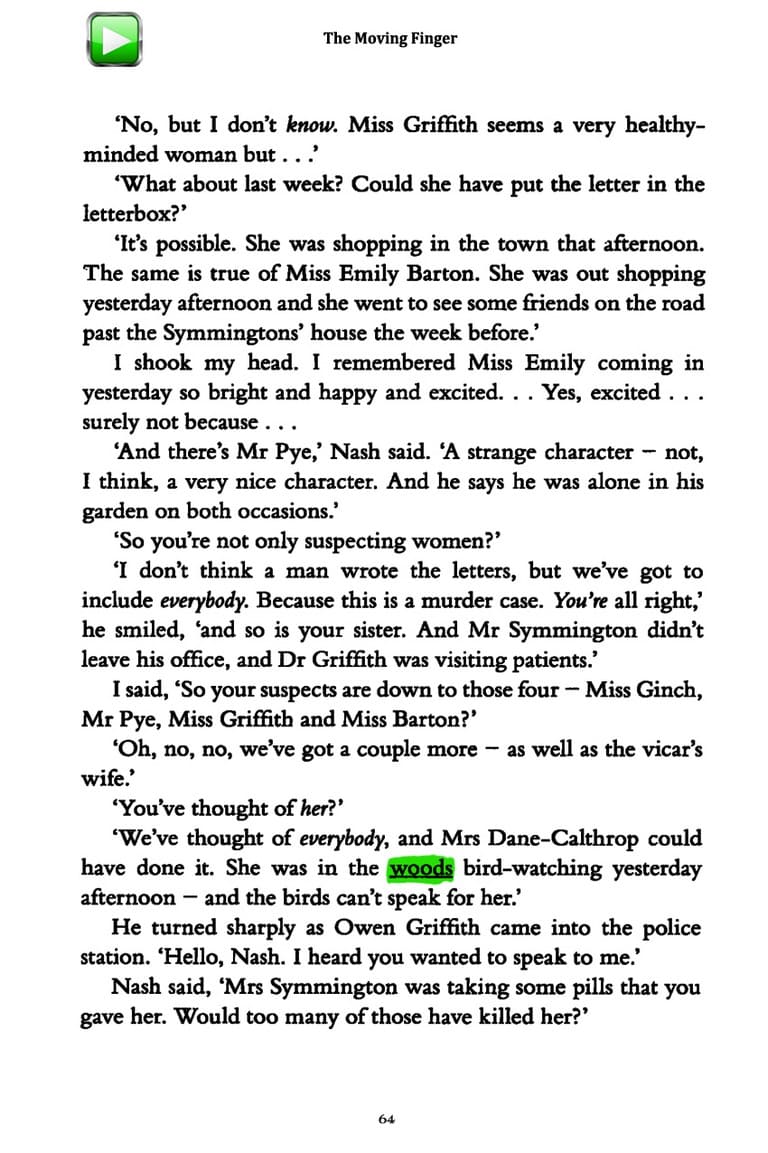 The Moving Finger
‘No, but I don’t know. Miss Griffith seems a very healthy-
minded woman but . . .’
‘What about last week? Could she have put the letter in the
letterbox?’
‘It’s possible. She was shopping in the town that afternoon.
The same is true of Miss Emily Barton. She was out shopping
yesterday afternoon and she went to see some friends on the road
past the Symmingtons’ house the week before.’
I shook my head. I remembered Miss Emily coming in
yesterday so bright and happy and excited. . . Yes, excited . . .
surely not because . . .
‘And there’s Mr Pye,’ Nash said. ‘A strange character – not,
I think, a very nice character. And he says he was alone in his
garden on both occasions.’
‘So you’re not only suspecting women?’
‘I don’t think a man wrote the letters, but we’ve got to
include everybody. Because this is a murder case. You’re all right,’
he smiled, ‘and so is your sister. And Mr Symmington didn’t
leave his office, and Dr Griffith was visiting patients.’
I said, ‘So your suspects are down to those four – Miss Ginch,
Mr Pye, Miss Griffith and Miss Barton?’
‘Oh, no, no, we’ve got a couple more – as well as the vicar’s
wife.’
‘You’ve thought of her?’
‘We’ve thought of everybody, and Mrs Dane-Calthrop could
have done it. She was in the woods bird-watching yesterday
afternoon – and the birds can’t speak for her.’
He turned sharply as Owen Griffith came into the police
station. ‘Hello, Nash. I heard you wanted to speak to me.’
Nash said, ‘Mrs Symmington was taking some pills that you
gave her. Would too many of those have killed her?’
64